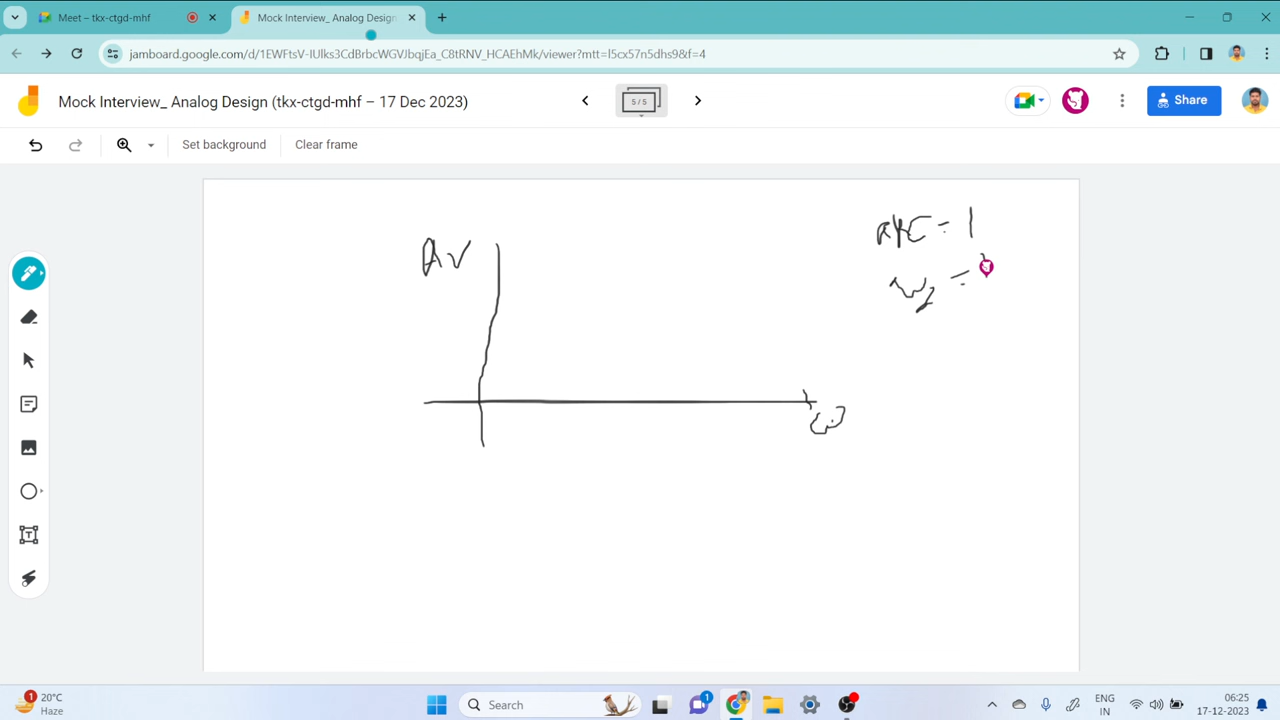 Meet – tkx-ctgd-mhf
Mock Interview_ Analog Design
jamboard.google.com/d/1EWFtsV-IUlks3CdBrbcWGVJbqjEa_C8tRNV_HCAEhMk/viewer?mtt=l5cx57n5dhs9&f=4
Mock Interview_ Analog Design (tkx-ctgd-mhf – 17 Dec 2023)
5 / 5
Share
Set background
Clear frame
AV
= 1
ω
=
1
20°C
Haze
Search
1
ENG
IN
06:25
17-12-2023